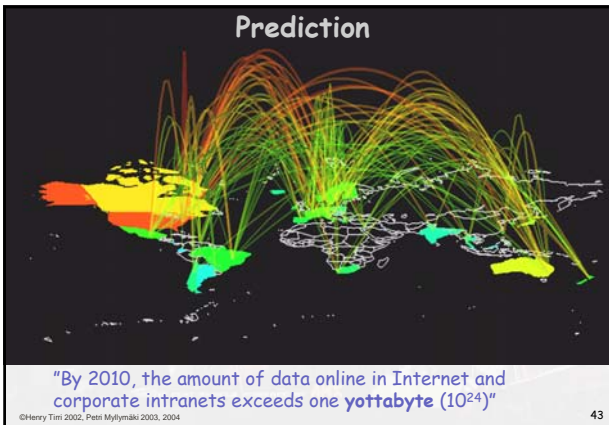 Prediction
"By 2010, the amount of data online in Internet and
corporate intranets exceeds one yottabyte (10²⁴)"
©Henry Tirri 2002, Petri Myllymäki 2003, 2004
43